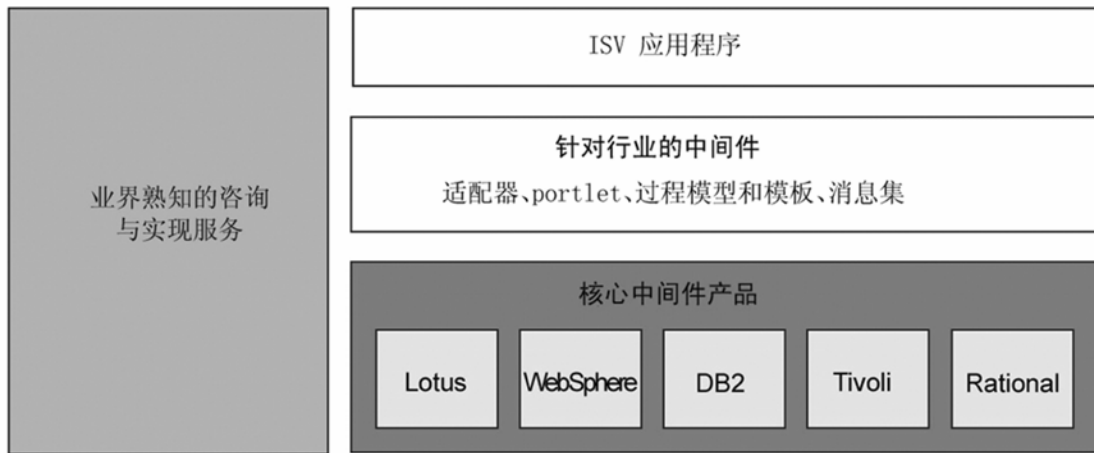 业界熟知的咨询
与实现服务
ISV 应用程序
针对行业的中间件
适配器、portlet、过程模型和模板、消息集
核心中间件产品
Lotus
WebSphere
DB2
Tivoli
Rational